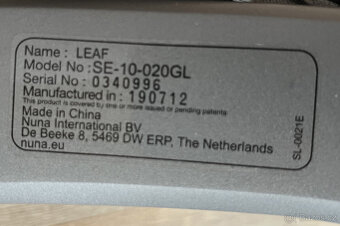 Name : LEAF
Model No : SE-10-020GL
Serial No : 0340996
Manufactured in : 190712
This product is covered by one or more issued or pending patents.
Made in China
Nuna International BV
De Beeke 8, 5469 DW ERP, The Netherlands
nuna.eu
SL-0021E